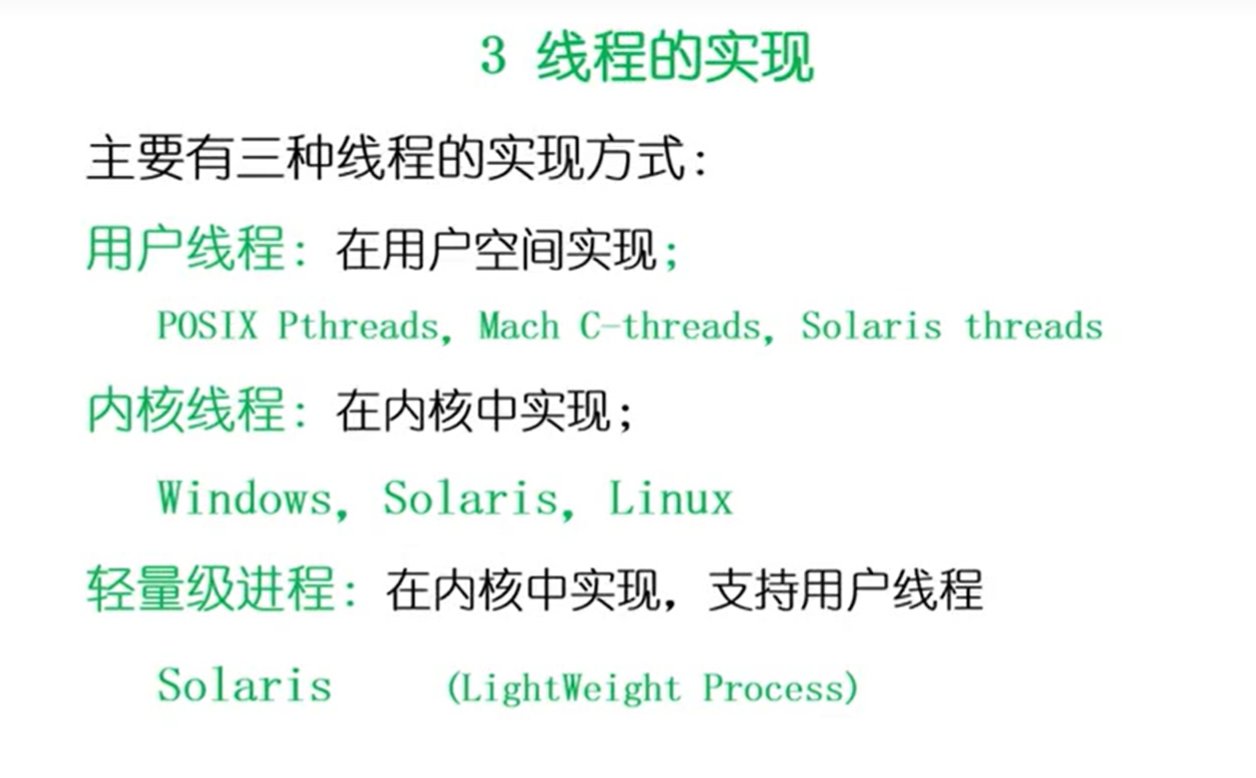 3 线程的实现
主要有三种线程的实现方式：
用户线程：在用户空间实现；
POSIX Pthreads, Mach C-threads, Solaris threads
内核线程：在内核中实现；
Windows, Solaris, Linux
轻量级进程：在内核中实现，支持用户线程
Solaris (LightWeight Process)